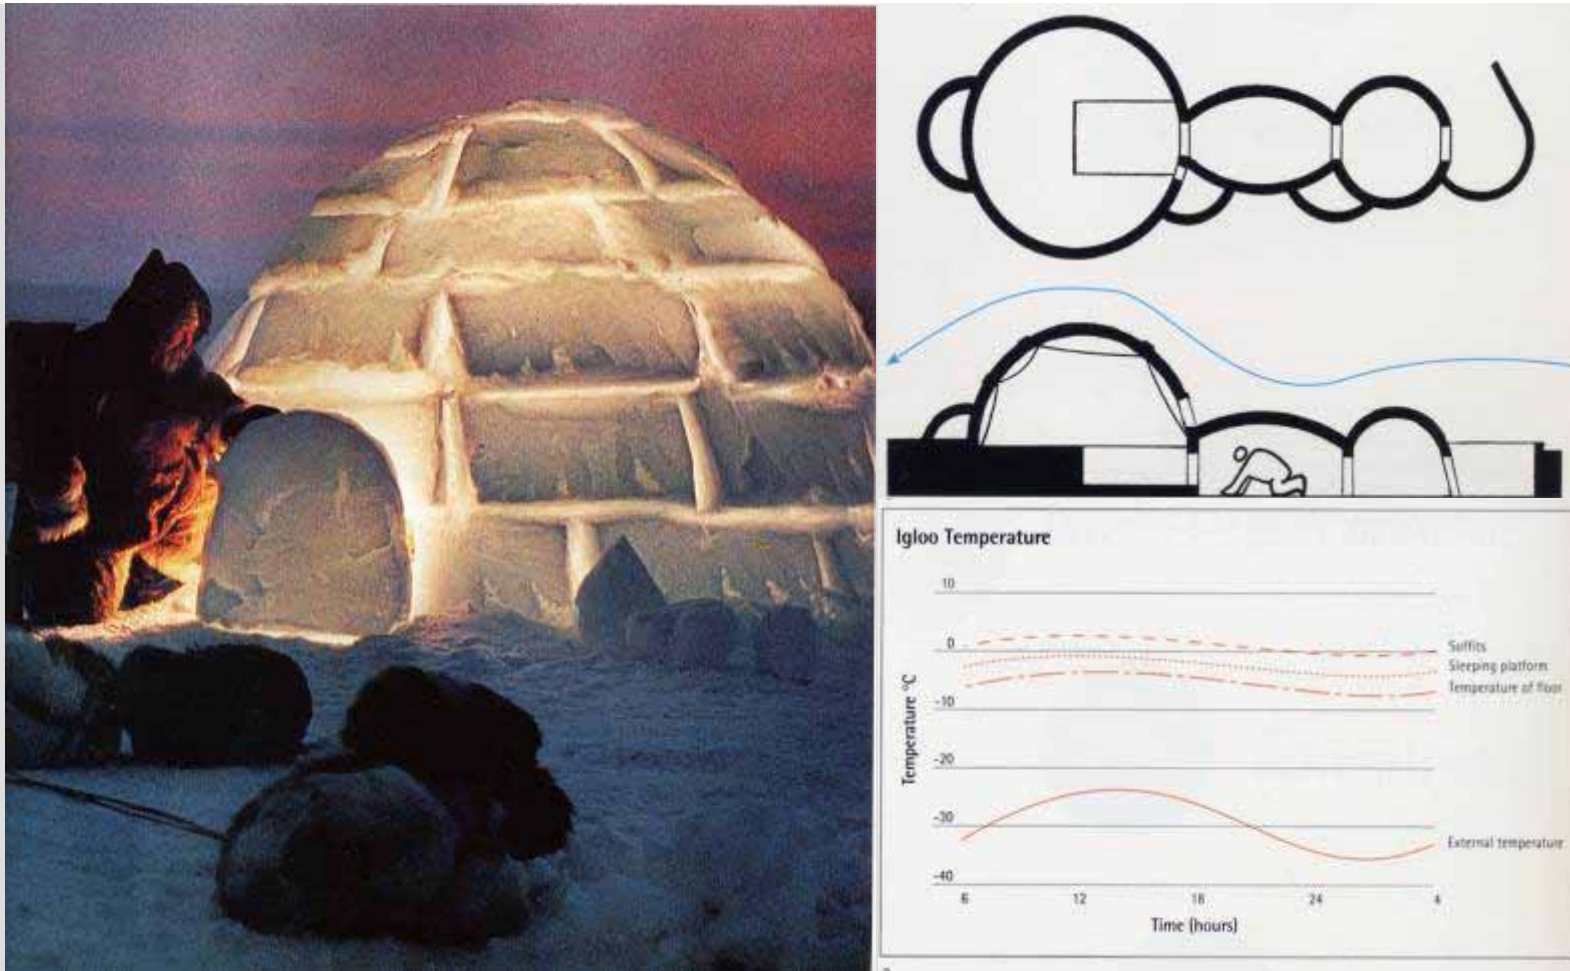 Igloo Temperature
10
0
-10
-20
-30
-40
Temperature °C
Soffits
Sleeping platform
Temperature of floor
External temperature
6 12 18 24 4
Time (hours)